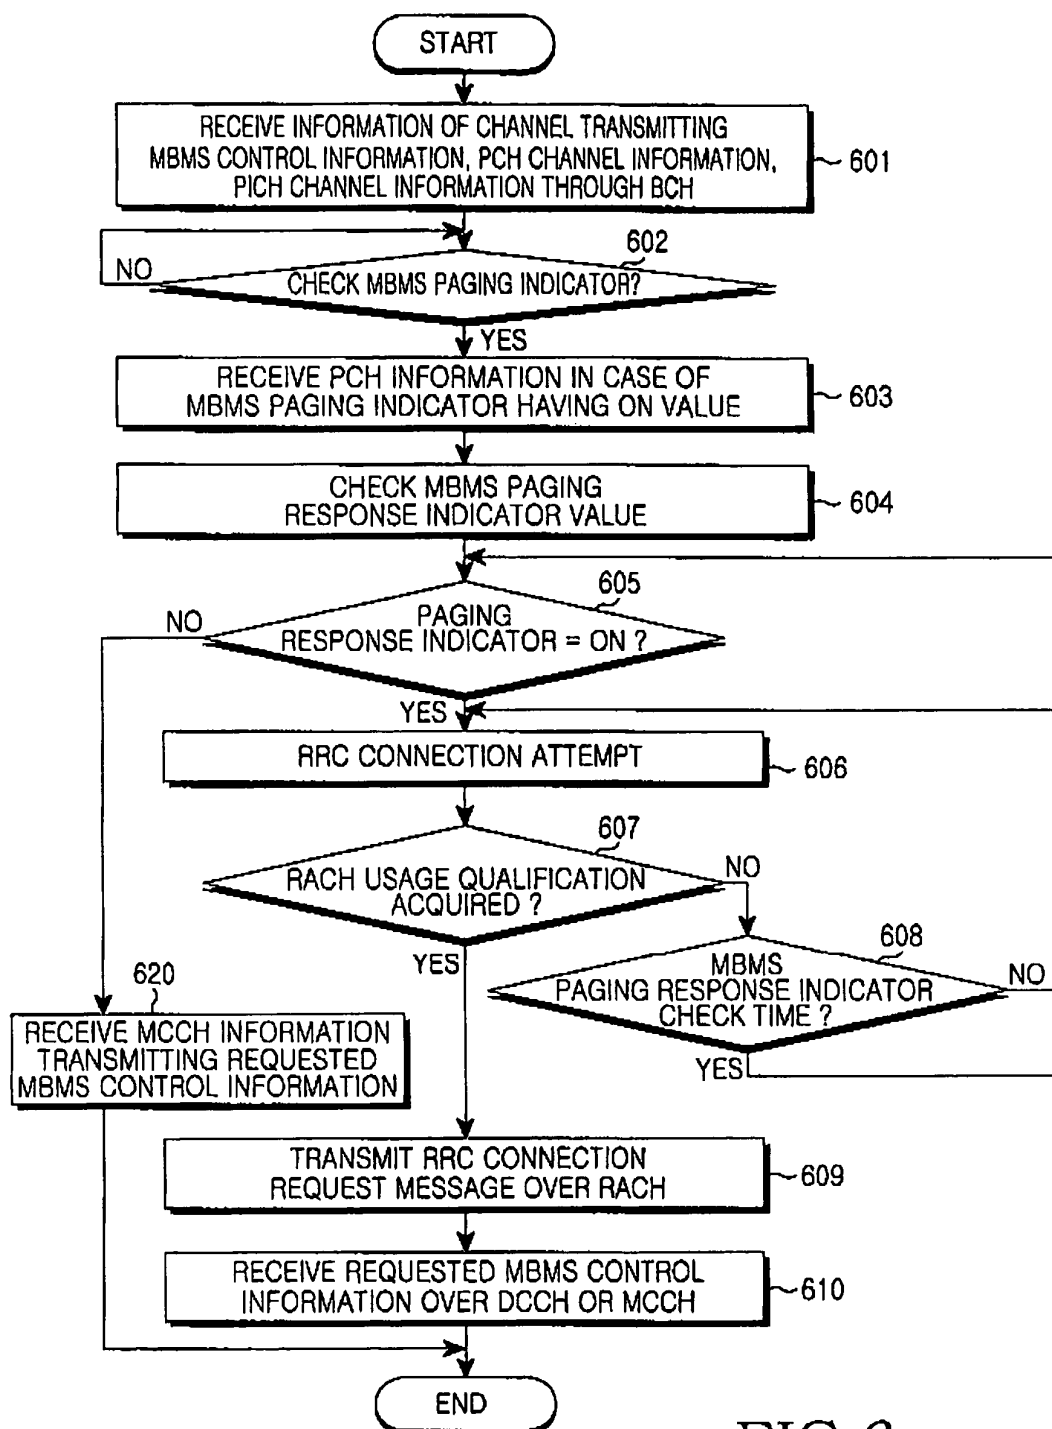 START
RECEIVE INFORMATION OF CHANNEL TRANSMITTING
MBMS CONTROL INFORMATION, PCH CHANNEL INFORMATION,
PICH CHANNEL INFORMATION THROUGH BCH
601
602
NO
CHECK MBMS PAGING INDICATOR?
YES
RECEIVE PCH INFORMATION IN CASE OF
MBMS PAGING INDICATOR HAVING ON VALUE
603
CHECK MBMS PAGING
RESPONSE INDICATOR VALUE
604
605
NO
PAGING
RESPONSE INDICATOR = ON ?
YES
RRC CONNECTION ATTEMPT
606
607
NO
RACH USAGE QUALIFICATION
ACQUIRED ?
YES
608
NO
MBMS
PAGING RESPONSE INDICATOR
CHECK TIME ?
YES
620
RECEIVE MCCH INFORMATION
TRANSMITTING REQUESTED
MBMS CONTROL INFORMATION
TRANSMIT RRC CONNECTION
REQUEST MESSAGE OVER RACH
609
RECEIVE REQUESTED MBMS CONTROL
INFORMATION OVER DCCH OR MCCH
610
END